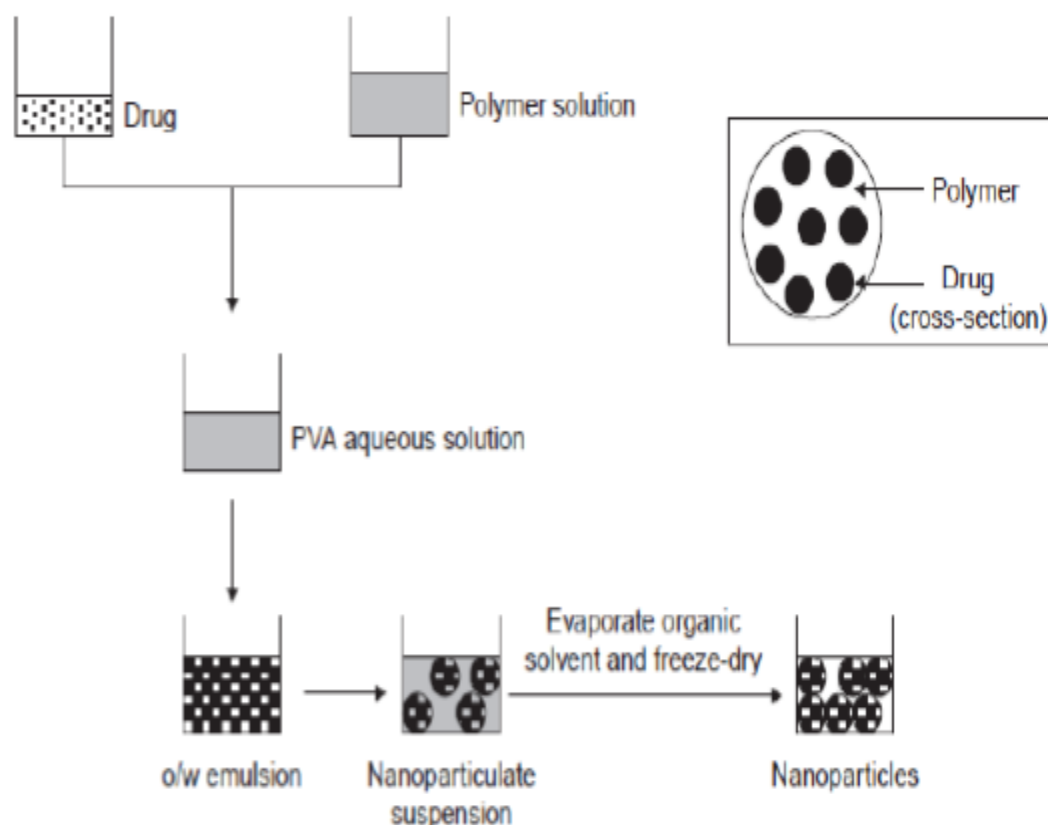 Drug
Polymer solution
Polymer
Drug
(cross-section)
PVA aqueous solution
Evaporate organic
solvent and freeze-dry
o/w emulsion
Nanoparticulate
suspension
Nanoparticles